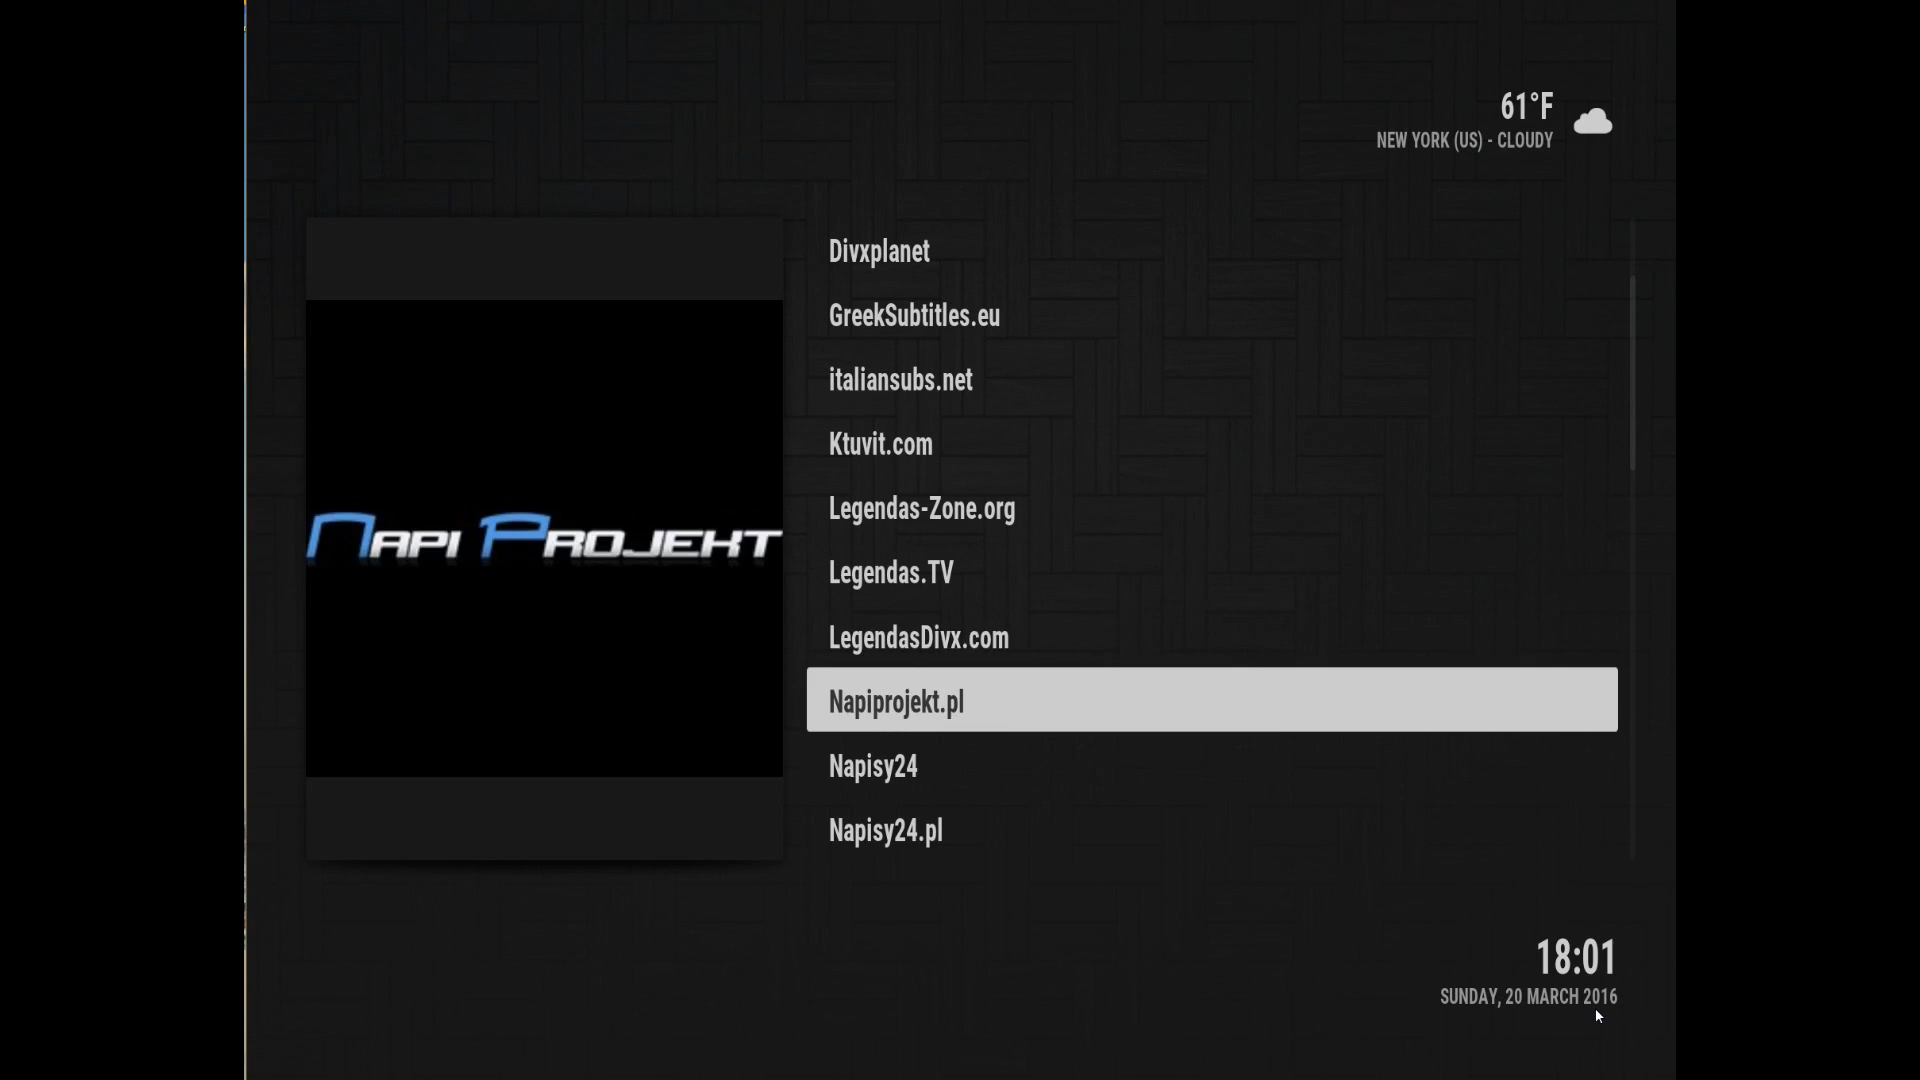 61°F
NEW YORK (US) - CLOUDY
Divxplanet
GreekSubtitles.eu
italiansubs.net
Ktuvit.com
Legendas-Zone.org
Legendas.TV
LegendasDivx.com
Napiprojekt.pl
Napisy24
Napisy24.pl
NAPI PROJEKT
18:01
SUNDAY, 20 MARCH 2016